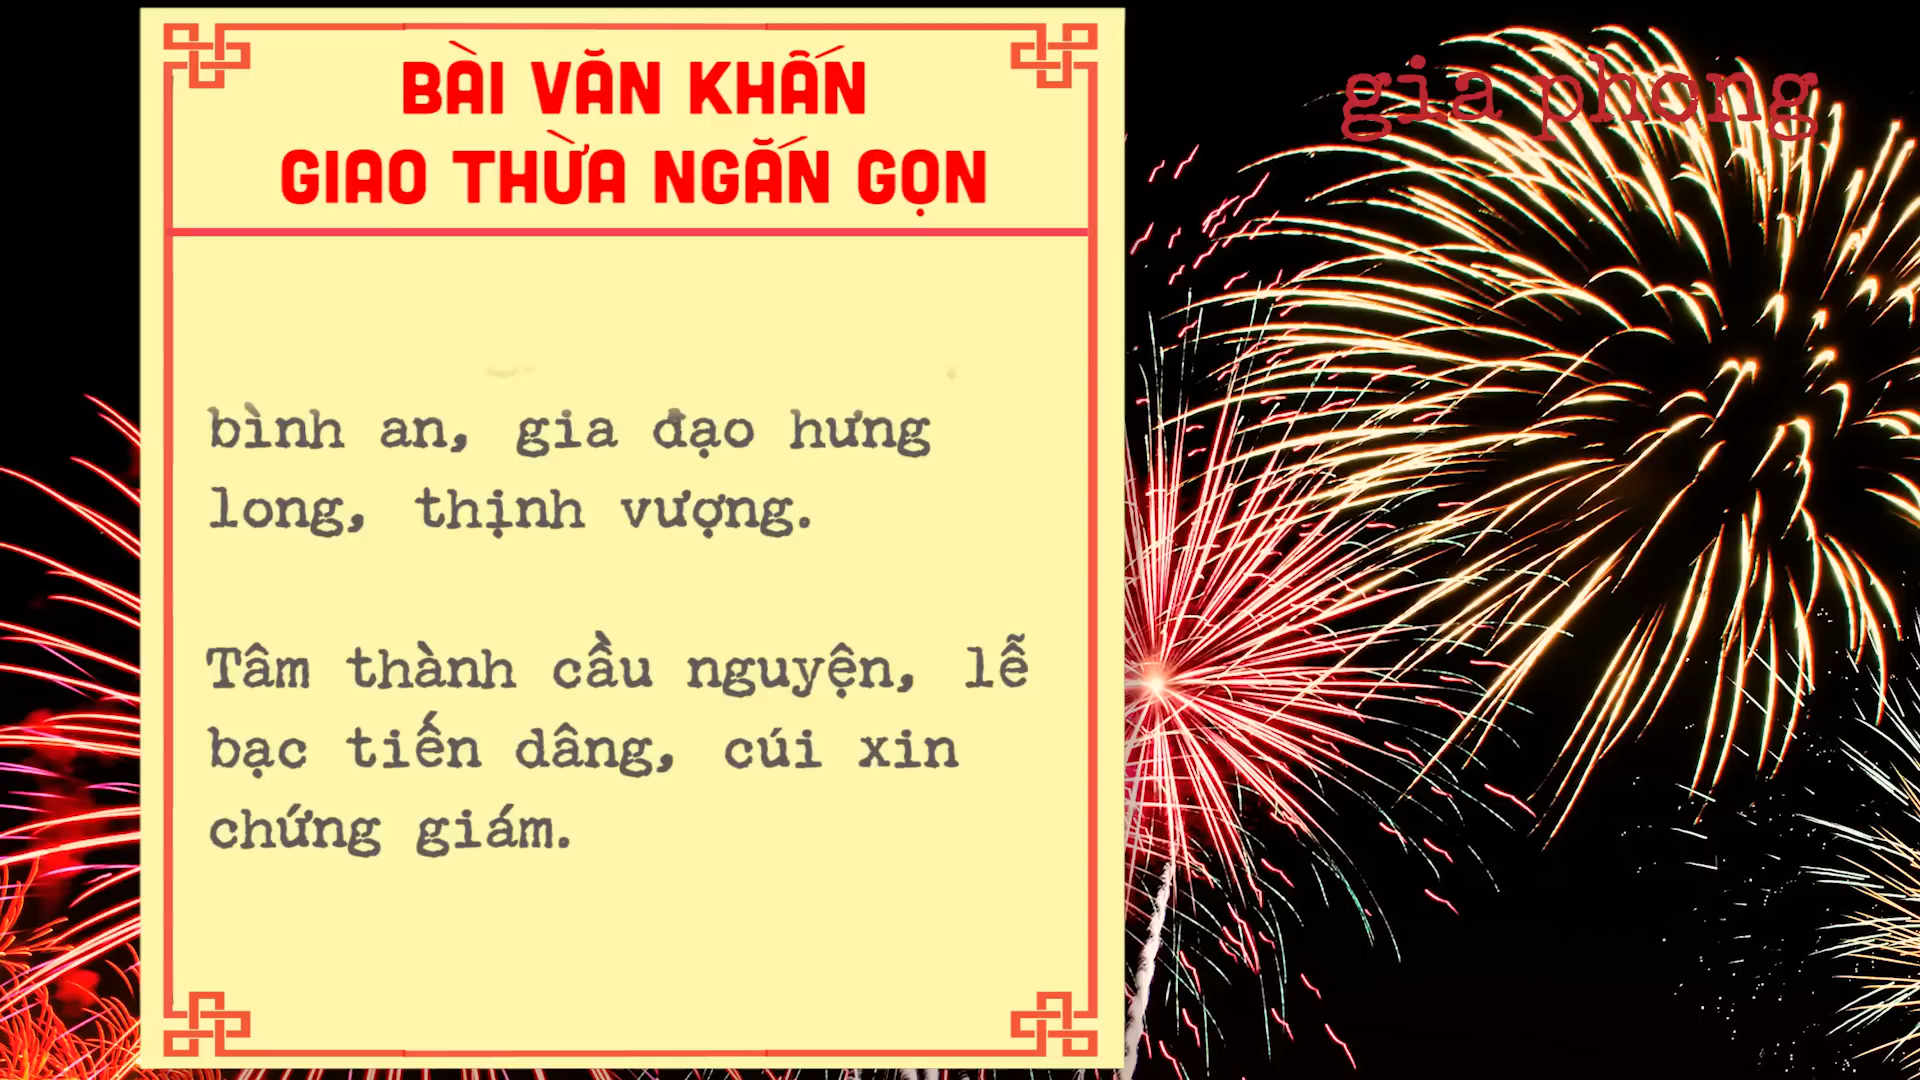 BÀI VĂN KHẤN
GIAO THỪA NGẮN GỌN
gia phong
bình an, gia đạo hưng
long, thịnh vượng.
Tâm thành cầu nguyện, lễ
bạc tiến dâng, cúi xin
chứng giám.